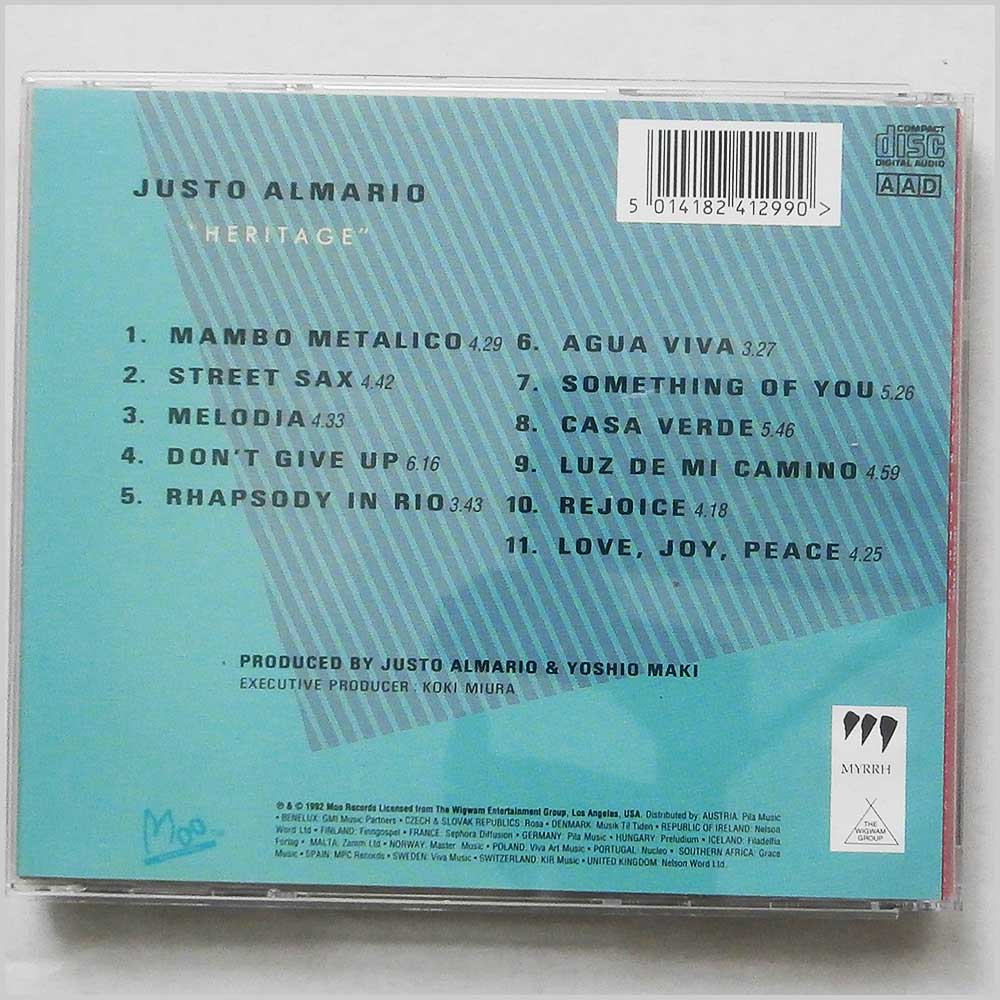 JUSTO ALMARIO
"HERITAGE"
COMPACT
disc
DIGITAL AUDIO
AAD
5 014182 412990 >
1. MAMBO METALICO 4.29
2. STREET SAX 4.42
3. MELODIA 4.33
4. DON'T GIVE UP 6.16
5. RHAPSODY IN RIO 3.43
6. AGUA VIVA 3.27
7. SOMETHING OF YOU 5.26
8. CASA VERDE 5.46
9. LUZ DE MI CAMINO 4.59
10. REJOICE 4.18
11. LOVE, JOY, PEACE 4.25
PRODUCED BY JUSTO ALMARIO & YOSHIO MAKI
EXECUTIVE PRODUCER : KOKI MIURA
MYRRH
THE
WIGWAM
GROUP
Moo
℗ & © 1992 Moo Records Licensed from The Wigwam Entertainment Group, Los Angeles, USA. Distributed by: AUSTRIA: Pila Music
• BENELUX: GMI Music Partners • CZECH & SLOVAK REPUBLICS: Rosa • DENMARK: Musik Til Tiden • REPUBLIC OF IRELAND: Nelson
Word Ltd • FINLAND: Finngospel • FRANCE: Sephora Diffusion • GERMANY: Pila Music • HUNGARY: Preludium • ICELAND: Filadelfia
Forlag • MALTA: Zamm Ltd • NORWAY: Master Music • POLAND: Viva Art Music • PORTUGAL: Nucleo • SOUTHERN AFRICA: Grace
Music • SPAIN: MPC Records • SWEDEN: Viva Music • SWITZERLAND: KIR Music • UNITED KINGDOM: Nelson Word Ltd.